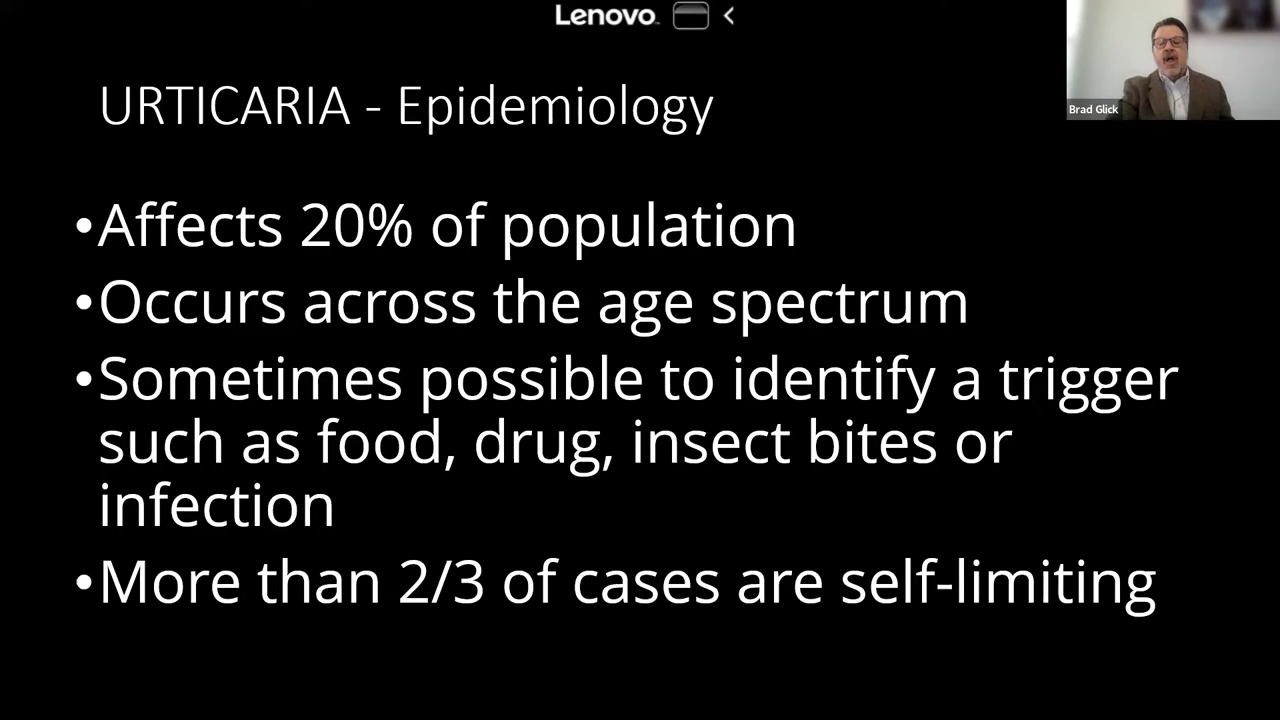 Lenovo
Brad Glick
URTICARIA - Epidemiology
•Affects 20% of population
•Occurs across the age spectrum
•Sometimes possible to identify a trigger
such as food, drug, insect bites or
infection
•More than 2/3 of cases are self-limiting